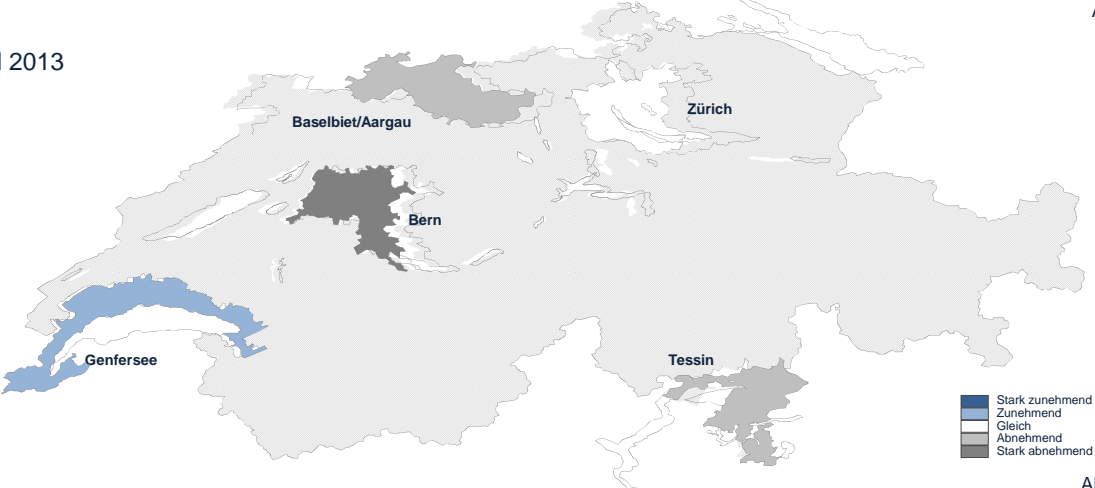 2013
Zürich
Baselbiet/Aargau
Bern
Genfersee
Tessin
Stark zunehmend
Zunehmend
Gleich
Abnehmend
Stark abnehmend